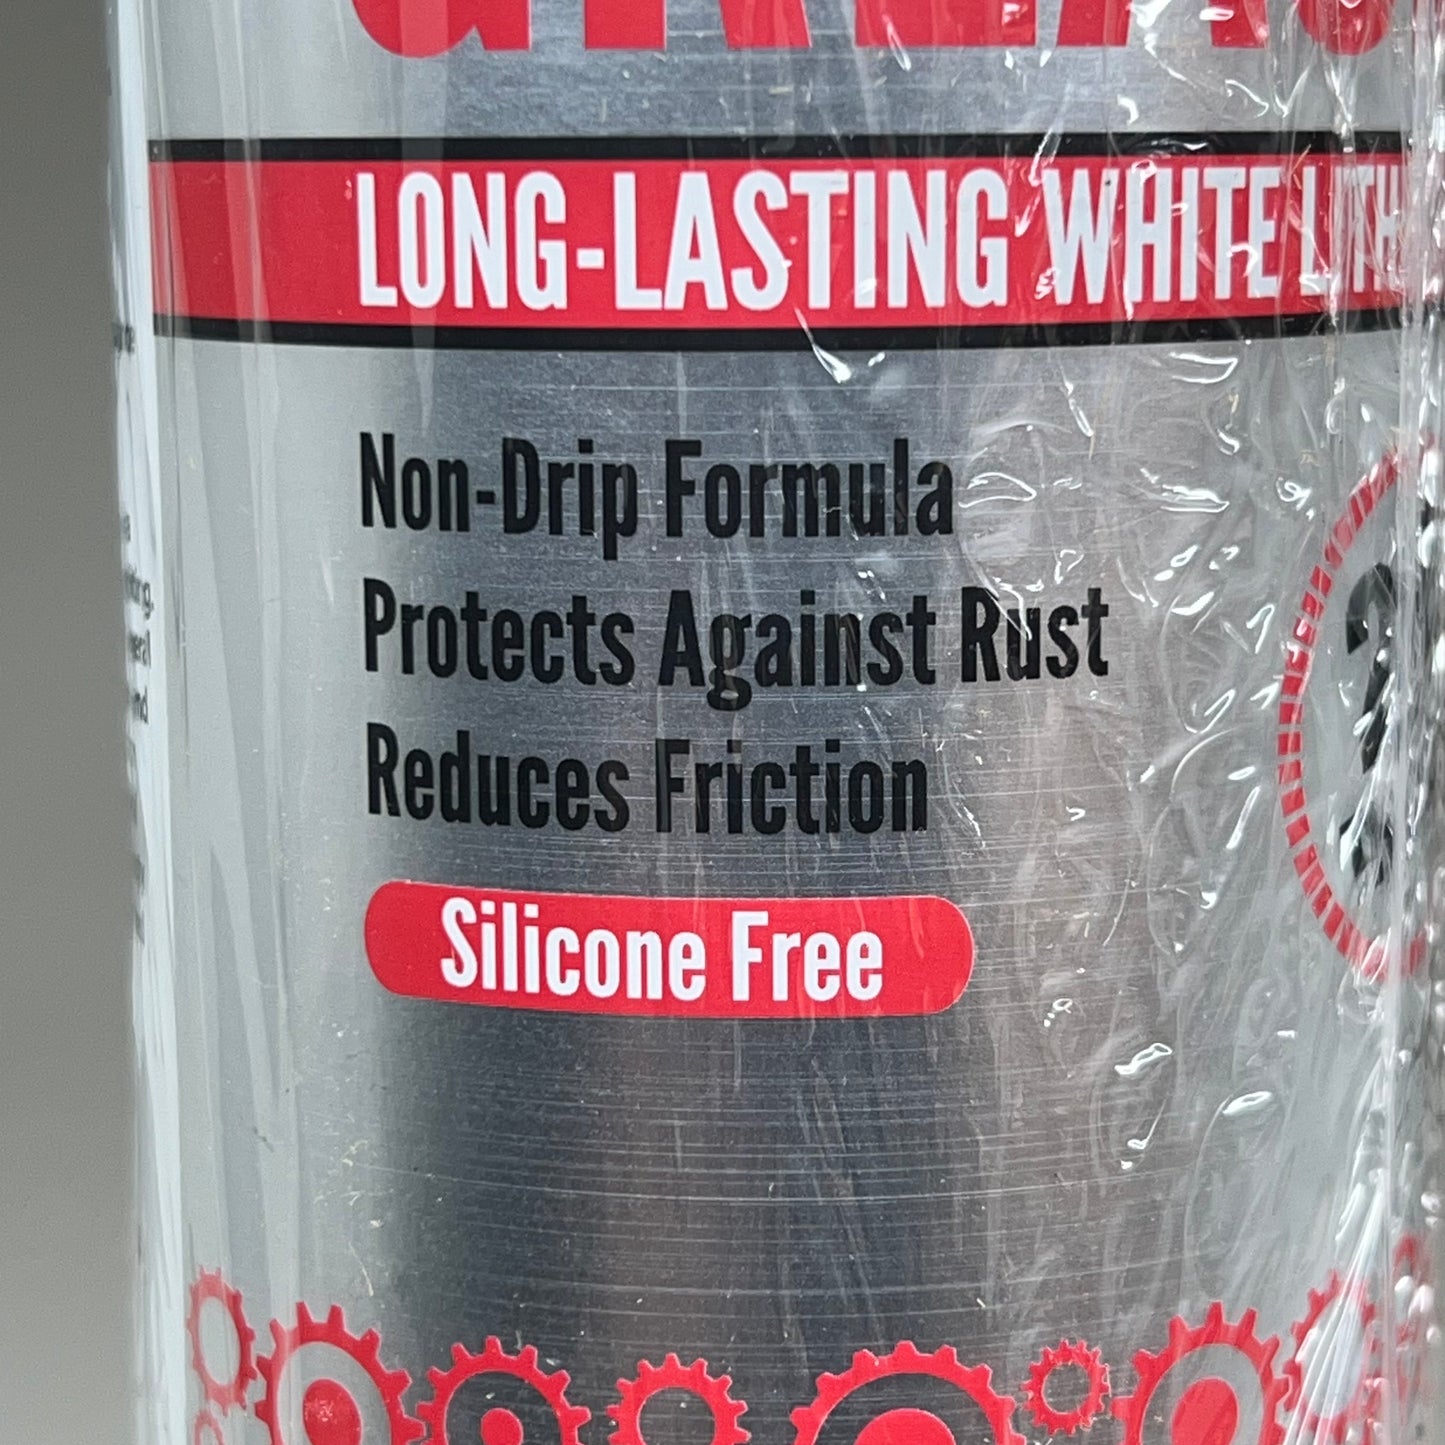 LONG-LASTING WHITE LITH
Non-Drip Formula
Protects Against Rust
Reduces Friction
Silicone Free